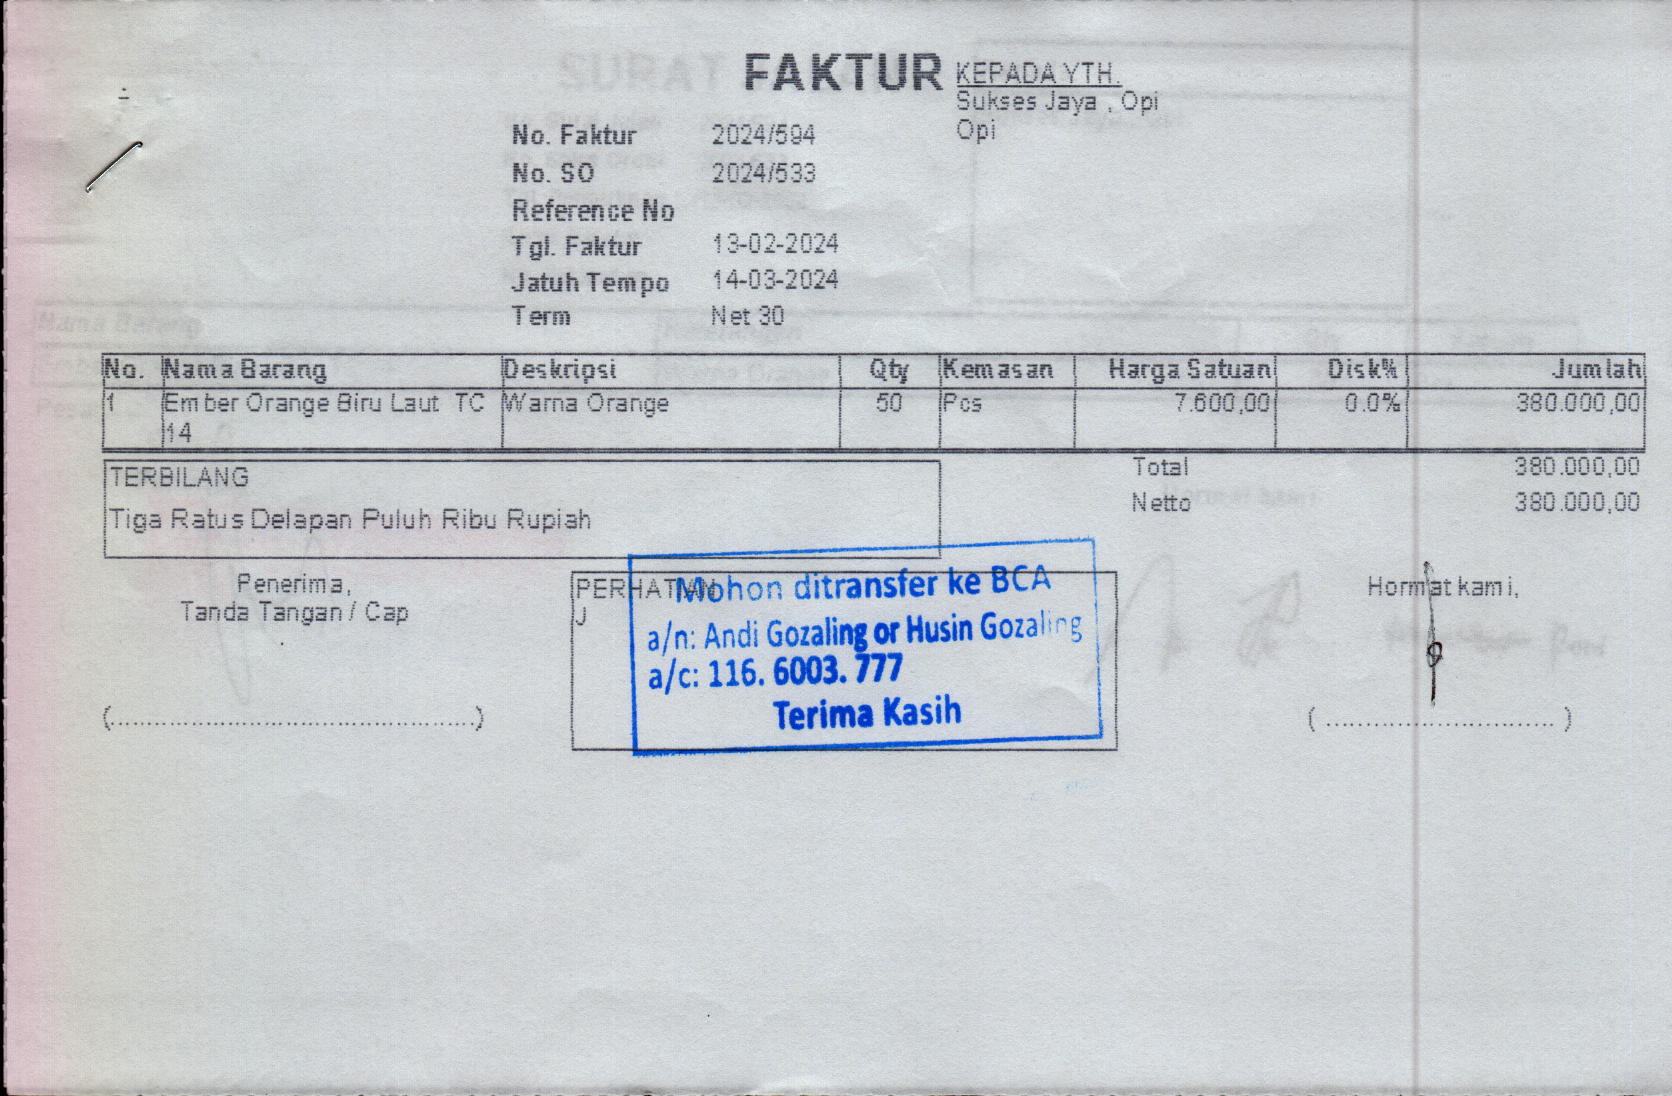 FAKTUR
KEPADA YTH.
Sukses Jaya , Opi
Opi
No. Faktur 2024/594
No. SO 2024/533
Reference No
Tgl. Faktur 13-02-2024
Jatuh Tempo 14-03-2024
Term Net 30
No. Nama Barang Deskripsi Qty Kemasan Harga Satuan Disk% Jumlah
1 Ember Orange Biru Laut TC Warna Orange 50 Pcs 7.600,00 0.0% 380.000,00
14
Total 380.000,00
Netto 380.000,00
TERBILANG
Tiga Ratus Delapan Puluh Ribu Rupiah
Penerima,
Tanda Tangan / Cap
(..............................................)
PERHATIAN
J
Mohon ditransfer ke BCA
a/n: Andi Gozaling or Husin Gozaling
a/c: 116. 6003. 777
Terima Kasih
Hormat kami,
( ............................. )